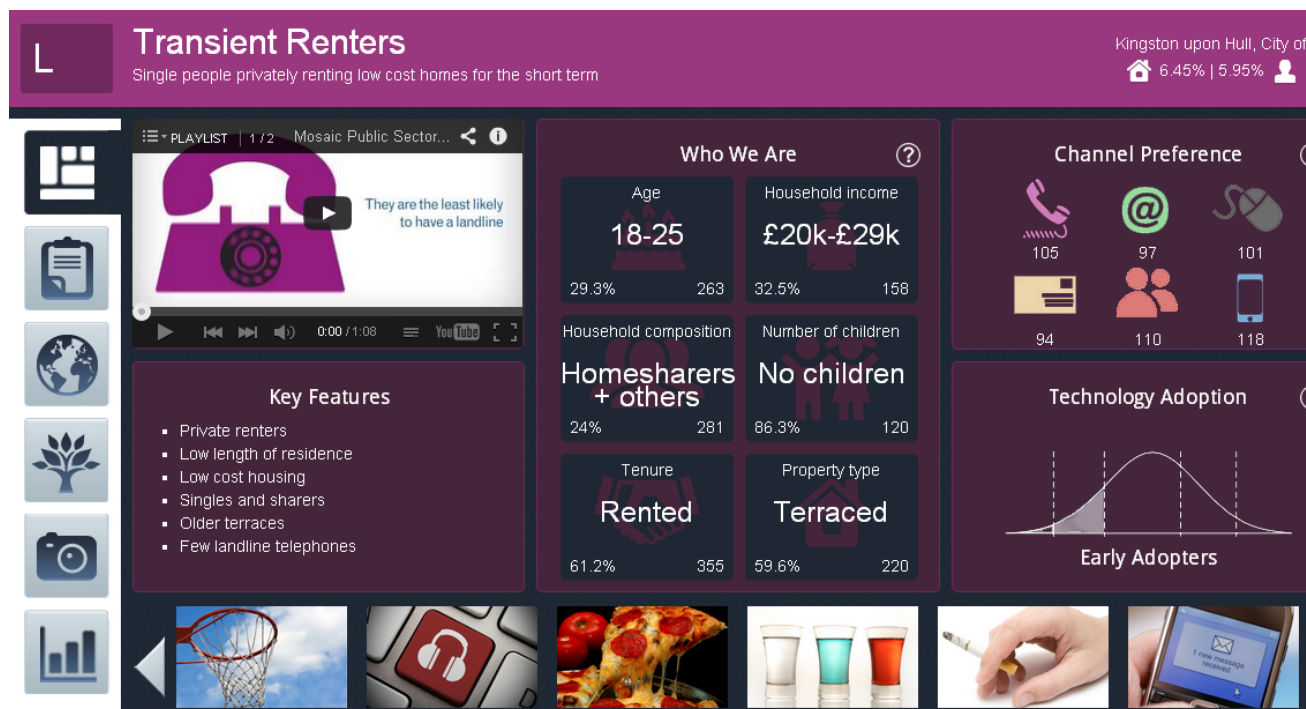 L
Transient Renters
Single people privately renting low cost homes for the short term
Kingston upon Hull, City of
6.45% | 5.95%
PLAYLIST | 1 / 2 Mosaic Public Sector...
They are the least likely
to have a landline
0:00 / 1:08
YouTube
Key Features
Private renters
Low length of residence
Low cost housing
Singles and sharers
Older terraces
Few landline telephones
Who We Are
?
Age
18-25
29.3% 263
Household income
£20k-£29k
32.5% 158
Household composition
Homesharers
+ others
24% 281
Number of children
No children
86.3% 120
Tenure
Rented
61.2% 355
Property type
Terraced
59.6% 220
Channel Preference
@
105 97 101
94 110 118
Technology Adoption
Early Adopters
1 new message
received